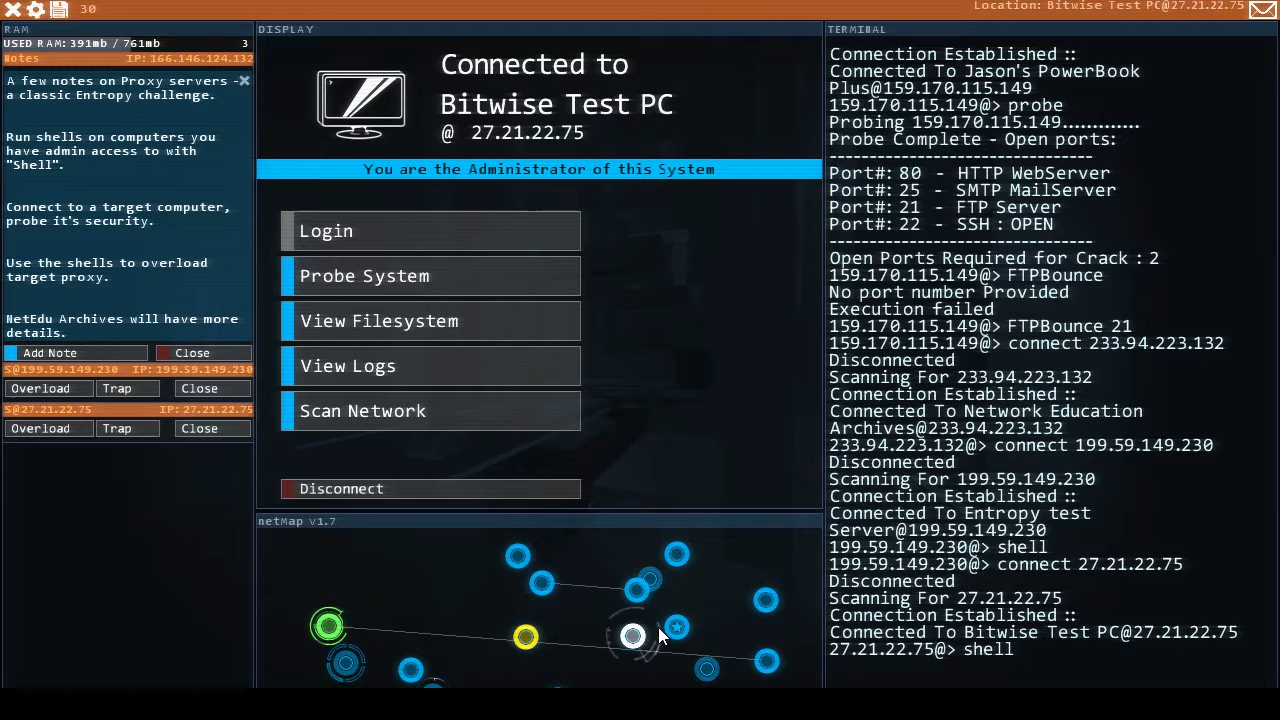 30
Location: Bitwise Test PC@27.21.22.75
RAM
USED RAM: 391mb / 761mb 3
Notes IP: 166.146.124.132
A few notes on Proxy servers -
a classic Entropy challenge.
Run shells on computers you
have admin access to with
"Shell".
Connect to a target computer,
probe it's security.
Use the shells to overload
target proxy.
NetEdu Archives will have more
details.
Add Note
Close
S@199.59.149.230 IP: 199.59.149.230
Overload Trap Close
S@27.21.22.75 IP: 27.21.22.75
Overload Trap Close
DISPLAY
Connected to
Bitwise Test PC
@ 27.21.22.75
You are the Administrator of this System
Login
Probe System
View Filesystem
View Logs
Scan Network
Disconnect
netMap v1.7
TERMINAL
Connection Established ::
Connected To Jason's PowerBook
Plus@159.170.115.149
159.170.115.149@> probe
Probing 159.170.115.149.............
Probe Complete - Open ports:
-------------------------------
Port#: 80 - HTTP WebServer
Port#: 25 - SMTP MailServer
Port#: 21 - FTP Server
Port#: 22 - SSH : OPEN
-------------------------------
Open Ports Required for Crack : 2
159.170.115.149@> FTPBounce
No port number Provided
Execution failed
159.170.115.149@> FTPBounce 21
159.170.115.149@> connect 233.94.223.132
Disconnected
Scanning For 233.94.223.132
Connection Established ::
Connected To Network Education
Archives@233.94.223.132
233.94.223.132@> connect 199.59.149.230
Disconnected
Scanning For 199.59.149.230
Connection Established ::
Connected To Entropy test
Server@199.59.149.230
199.59.149.230@> shell
199.59.149.230@> connect 27.21.22.75
Disconnected
Scanning For 27.21.22.75
Connection Established ::
Connected To Bitwise Test PC@27.21.22.75
27.21.22.75@> shell